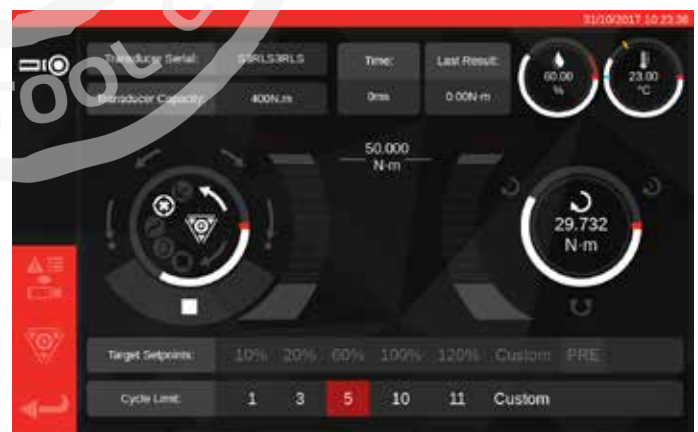 31/10/2017 10:23:36
TOOL
Transducer Serial: S3RLS3RLS
Time: Last Result:
60.00 %
23.00 °C
Transducer Capacity: 400N.m
0ms 0.00N·m
50.000
N·m
29.732
N·m
Target Setpoints: 10% 20% 60% 100% 120% Custom PRE
Cycle Limit: 1 3 5 10 11 Custom